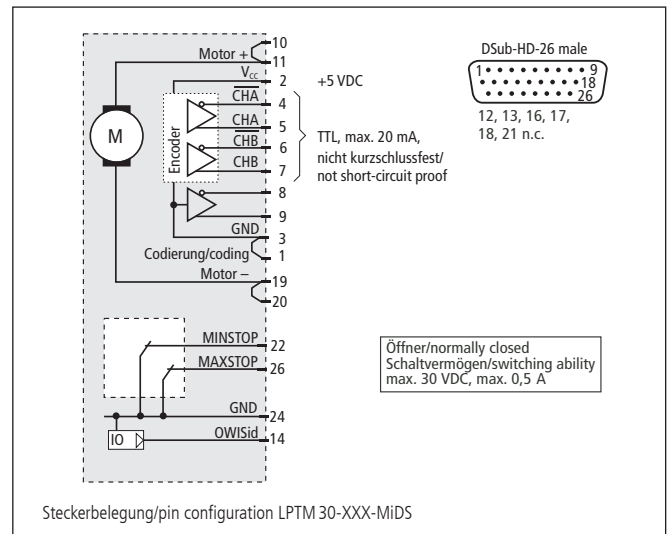 10
Motor +
11
V_CC
2
+5 VDC
CHA
4
CHA
5
CHB
6
CHB
7
TTL, max. 20 mA,
nicht kurzschlussfest/
not short-circuit proof
M
Encoder
8
9
GND
3
Codierung/coding
1
Motor –
19
20
MINSTOP
22
MAXSTOP
26
GND
24
IO
OWISid
14
DSub-HD-26 male
1
9
18
26
12, 13, 16, 17,
18, 21 n.c.
Öffner/normally closed
Schaltvermögen/switching ability
max. 30 VDC, max. 0,5 A
Steckerbelegung/pin configuration LPTM 30-XXX-MiDS